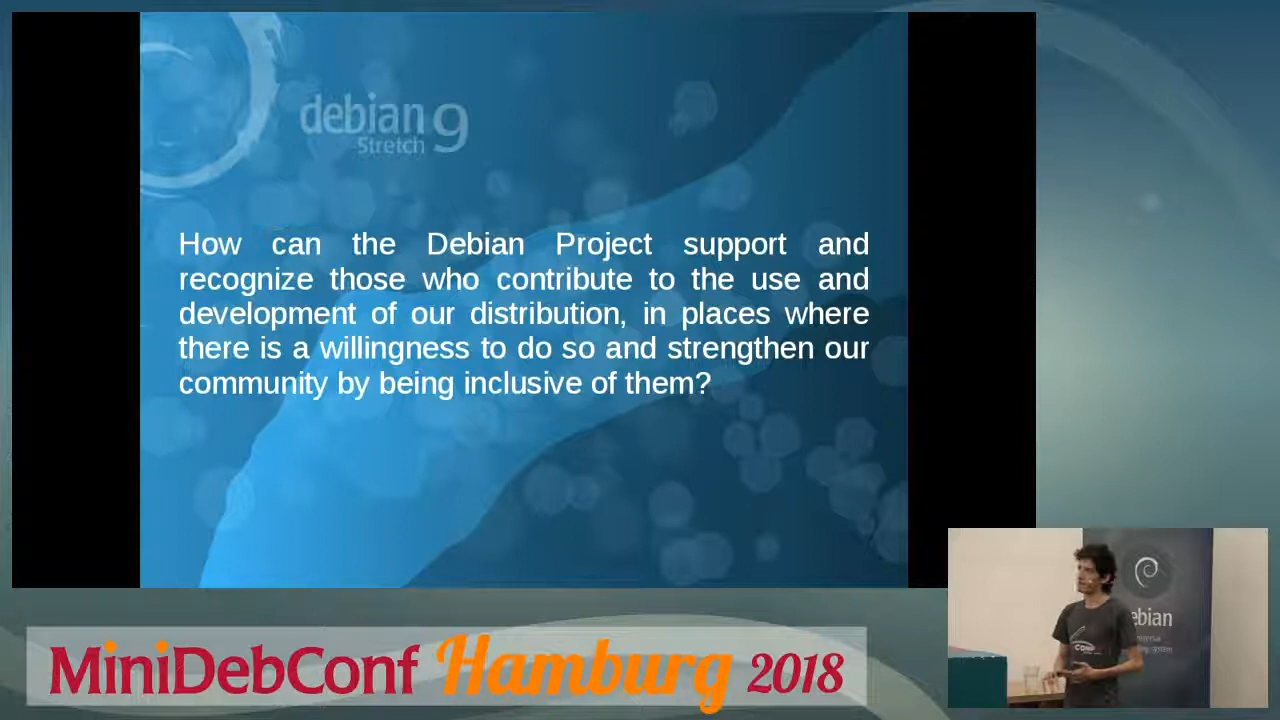 debian 9
Stretch
How can the Debian Project support and
recognize those who contribute to the use and
development of our distribution, in places where
there is a willingness to do so and strengthen our
community by being inclusive of them?
MiniDebConf Hamburg 2018
ebian